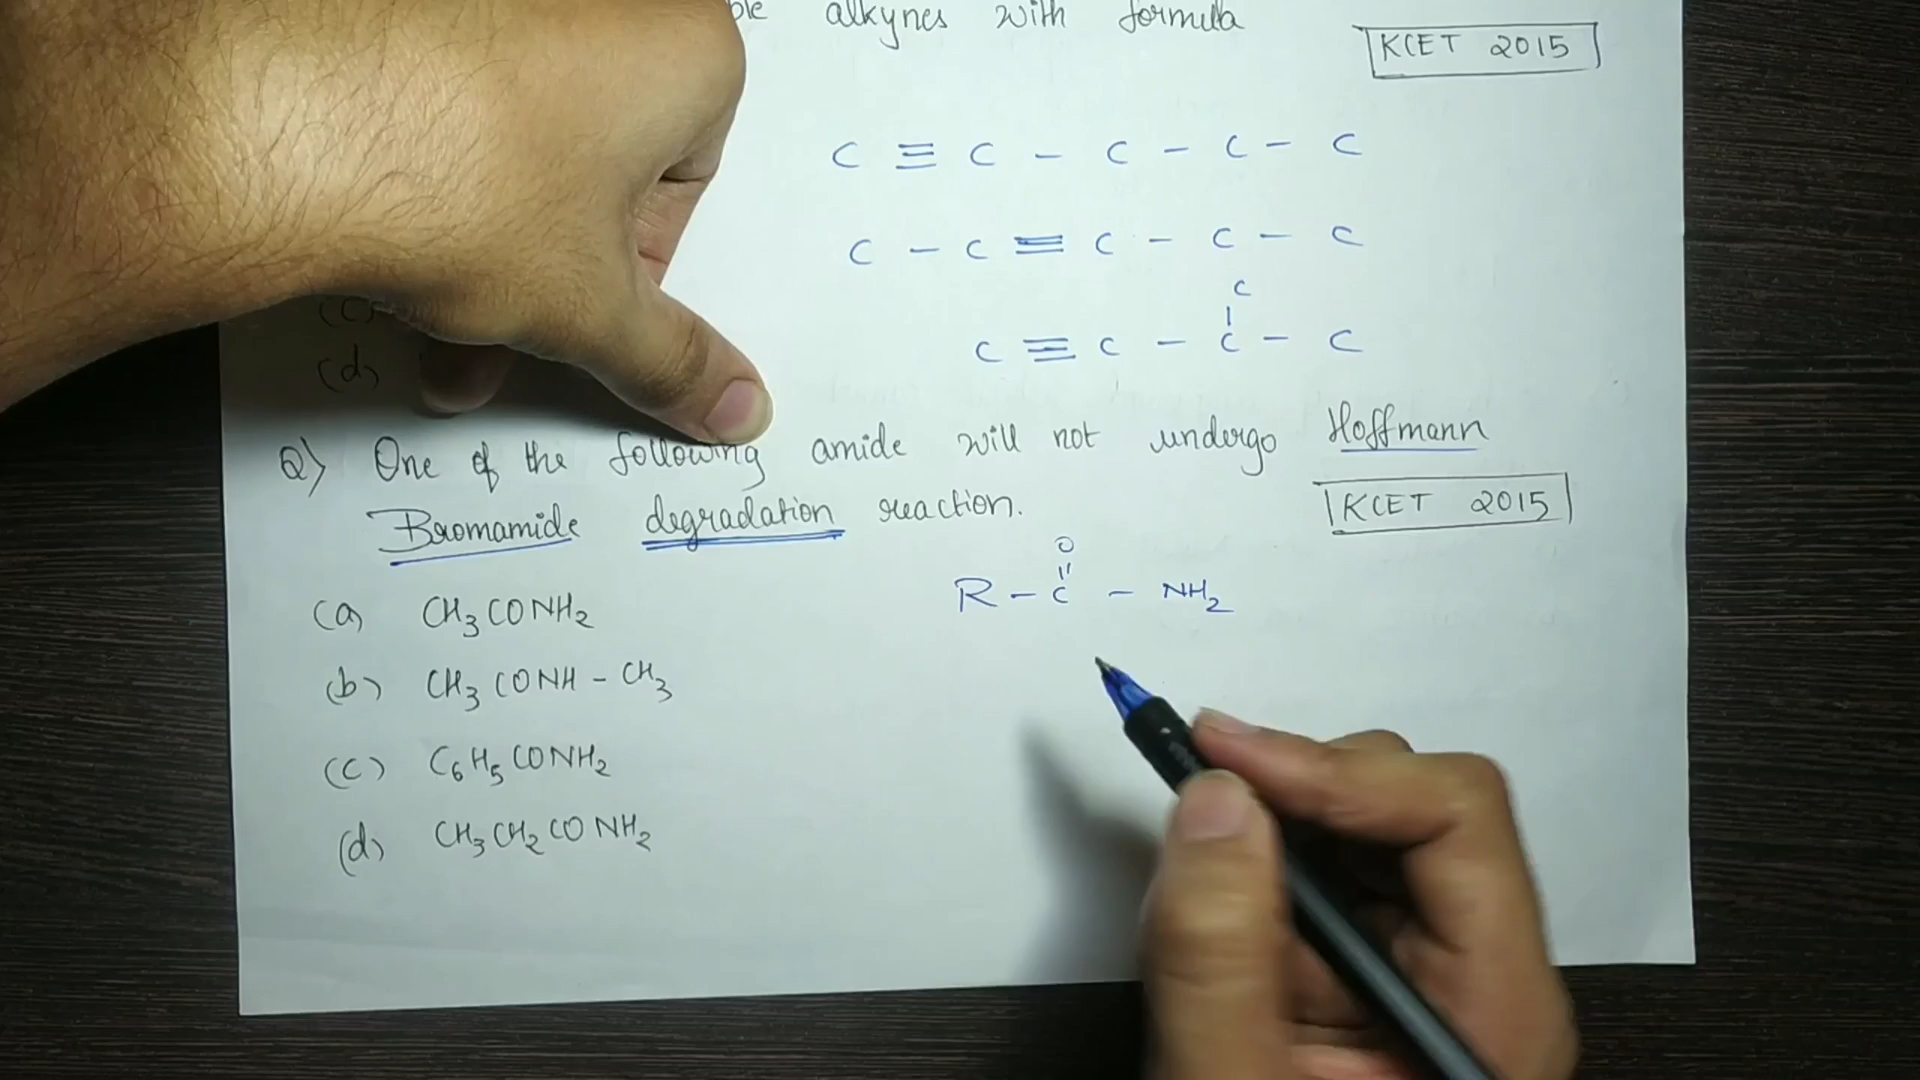 alkynes with formula
KCET 2015
C ≡ C - C - C - C
C - C ≡ C - C - C
C
|
C ≡ C - C - C
(c)
(d)
Q) One of the following amide will not undergo Hoffmann
Bromamide degradation reaction.
KCET 2015
O
||
R - C - NH₂
(a) CH₃CONH₂
(b) CH₃CONH - CH₃
(c) C₆H₅CONH₂
(d) CH₃CH₂CONH₂